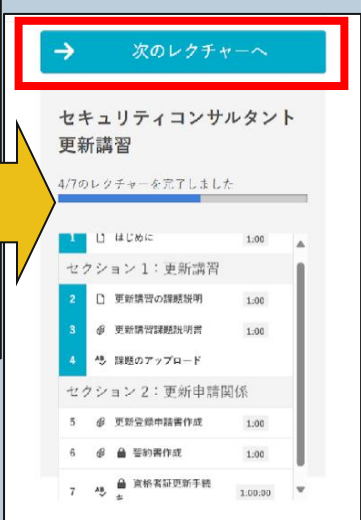 → 次のレクチャーへ
セキュリティコンサルタント
更新講習
4/7のレクチャーを完了しました
1 はじめに 1:00
セクション1：更新講習
2 更新講習の課題説明 1:00
3 更新講習課題説明書 1:00
4 課題のアップロード
セクション2：更新申請関係
5 更新登録申請書作成 1:00
6 誓約書作成 1:00
7 資格者証更新手続 1:00:00
き